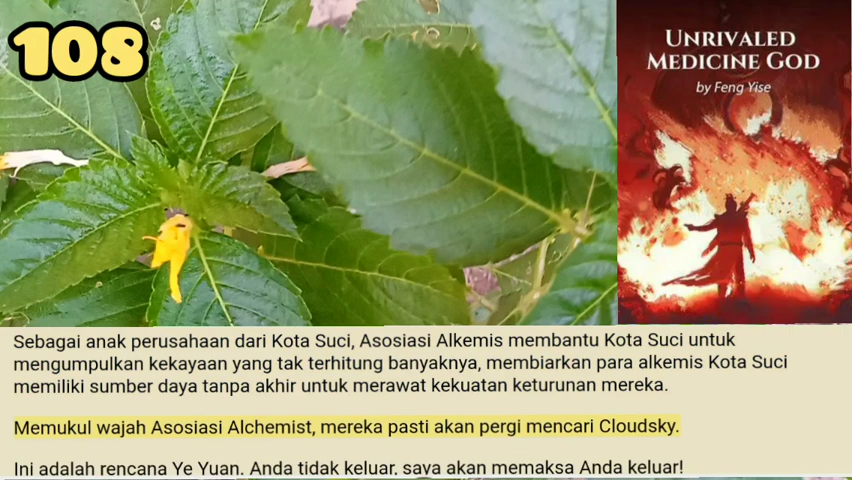 108
UNRIVALED
MEDICINE GOD
by Feng Yise
Sebagai anak perusahaan dari Kota Suci, Asosiasi Alkemis membantu Kota Suci untuk
mengumpulkan kekayaan yang tak terhitung banyaknya, membiarkan para alkemis Kota Suci
memiliki sumber daya tanpa akhir untuk merawat kekuatan keturunan mereka.
Memukul wajah Asosiasi Alchemist, mereka pasti akan pergi mencari Cloudsky.
Ini adalah rencana Ye Yuan. Anda tidak keluar, saya akan memaksa Anda keluar!